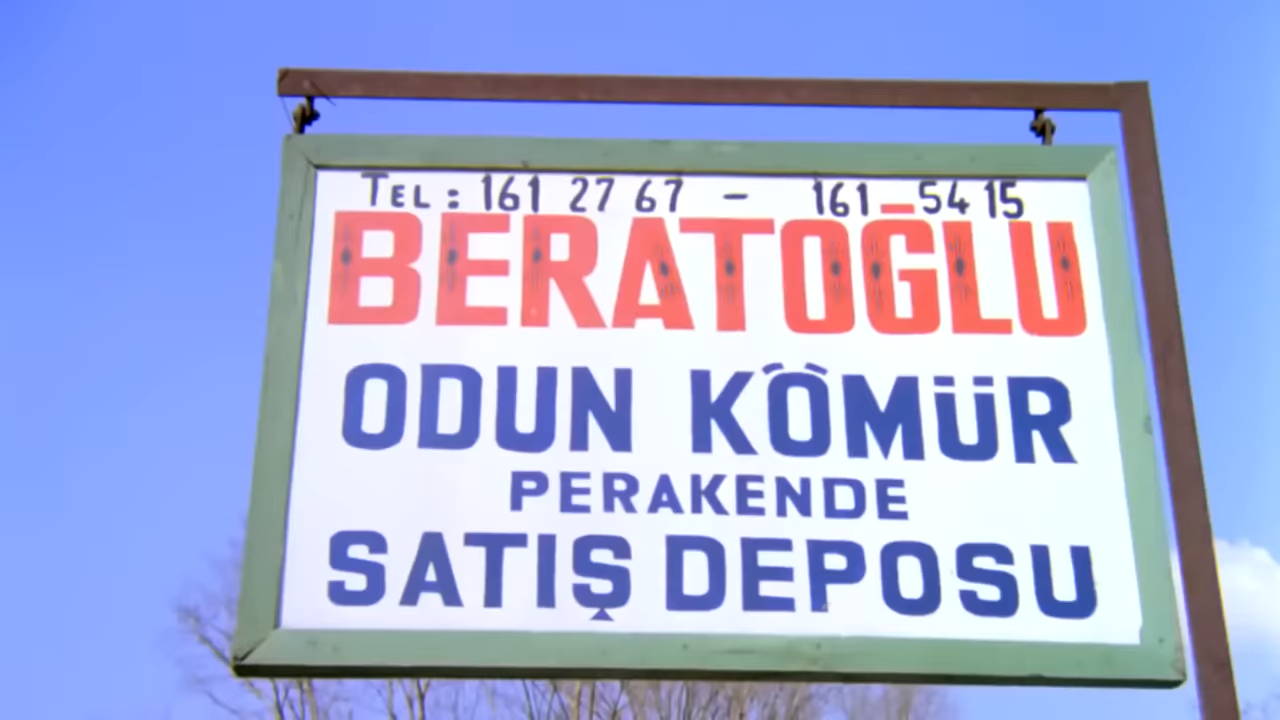 TEL: 161 27 67 - 161 54 15
BERATOĞLU
ODUN KÖMÜR
PERAKENDE
SATIŞ DEPOSU